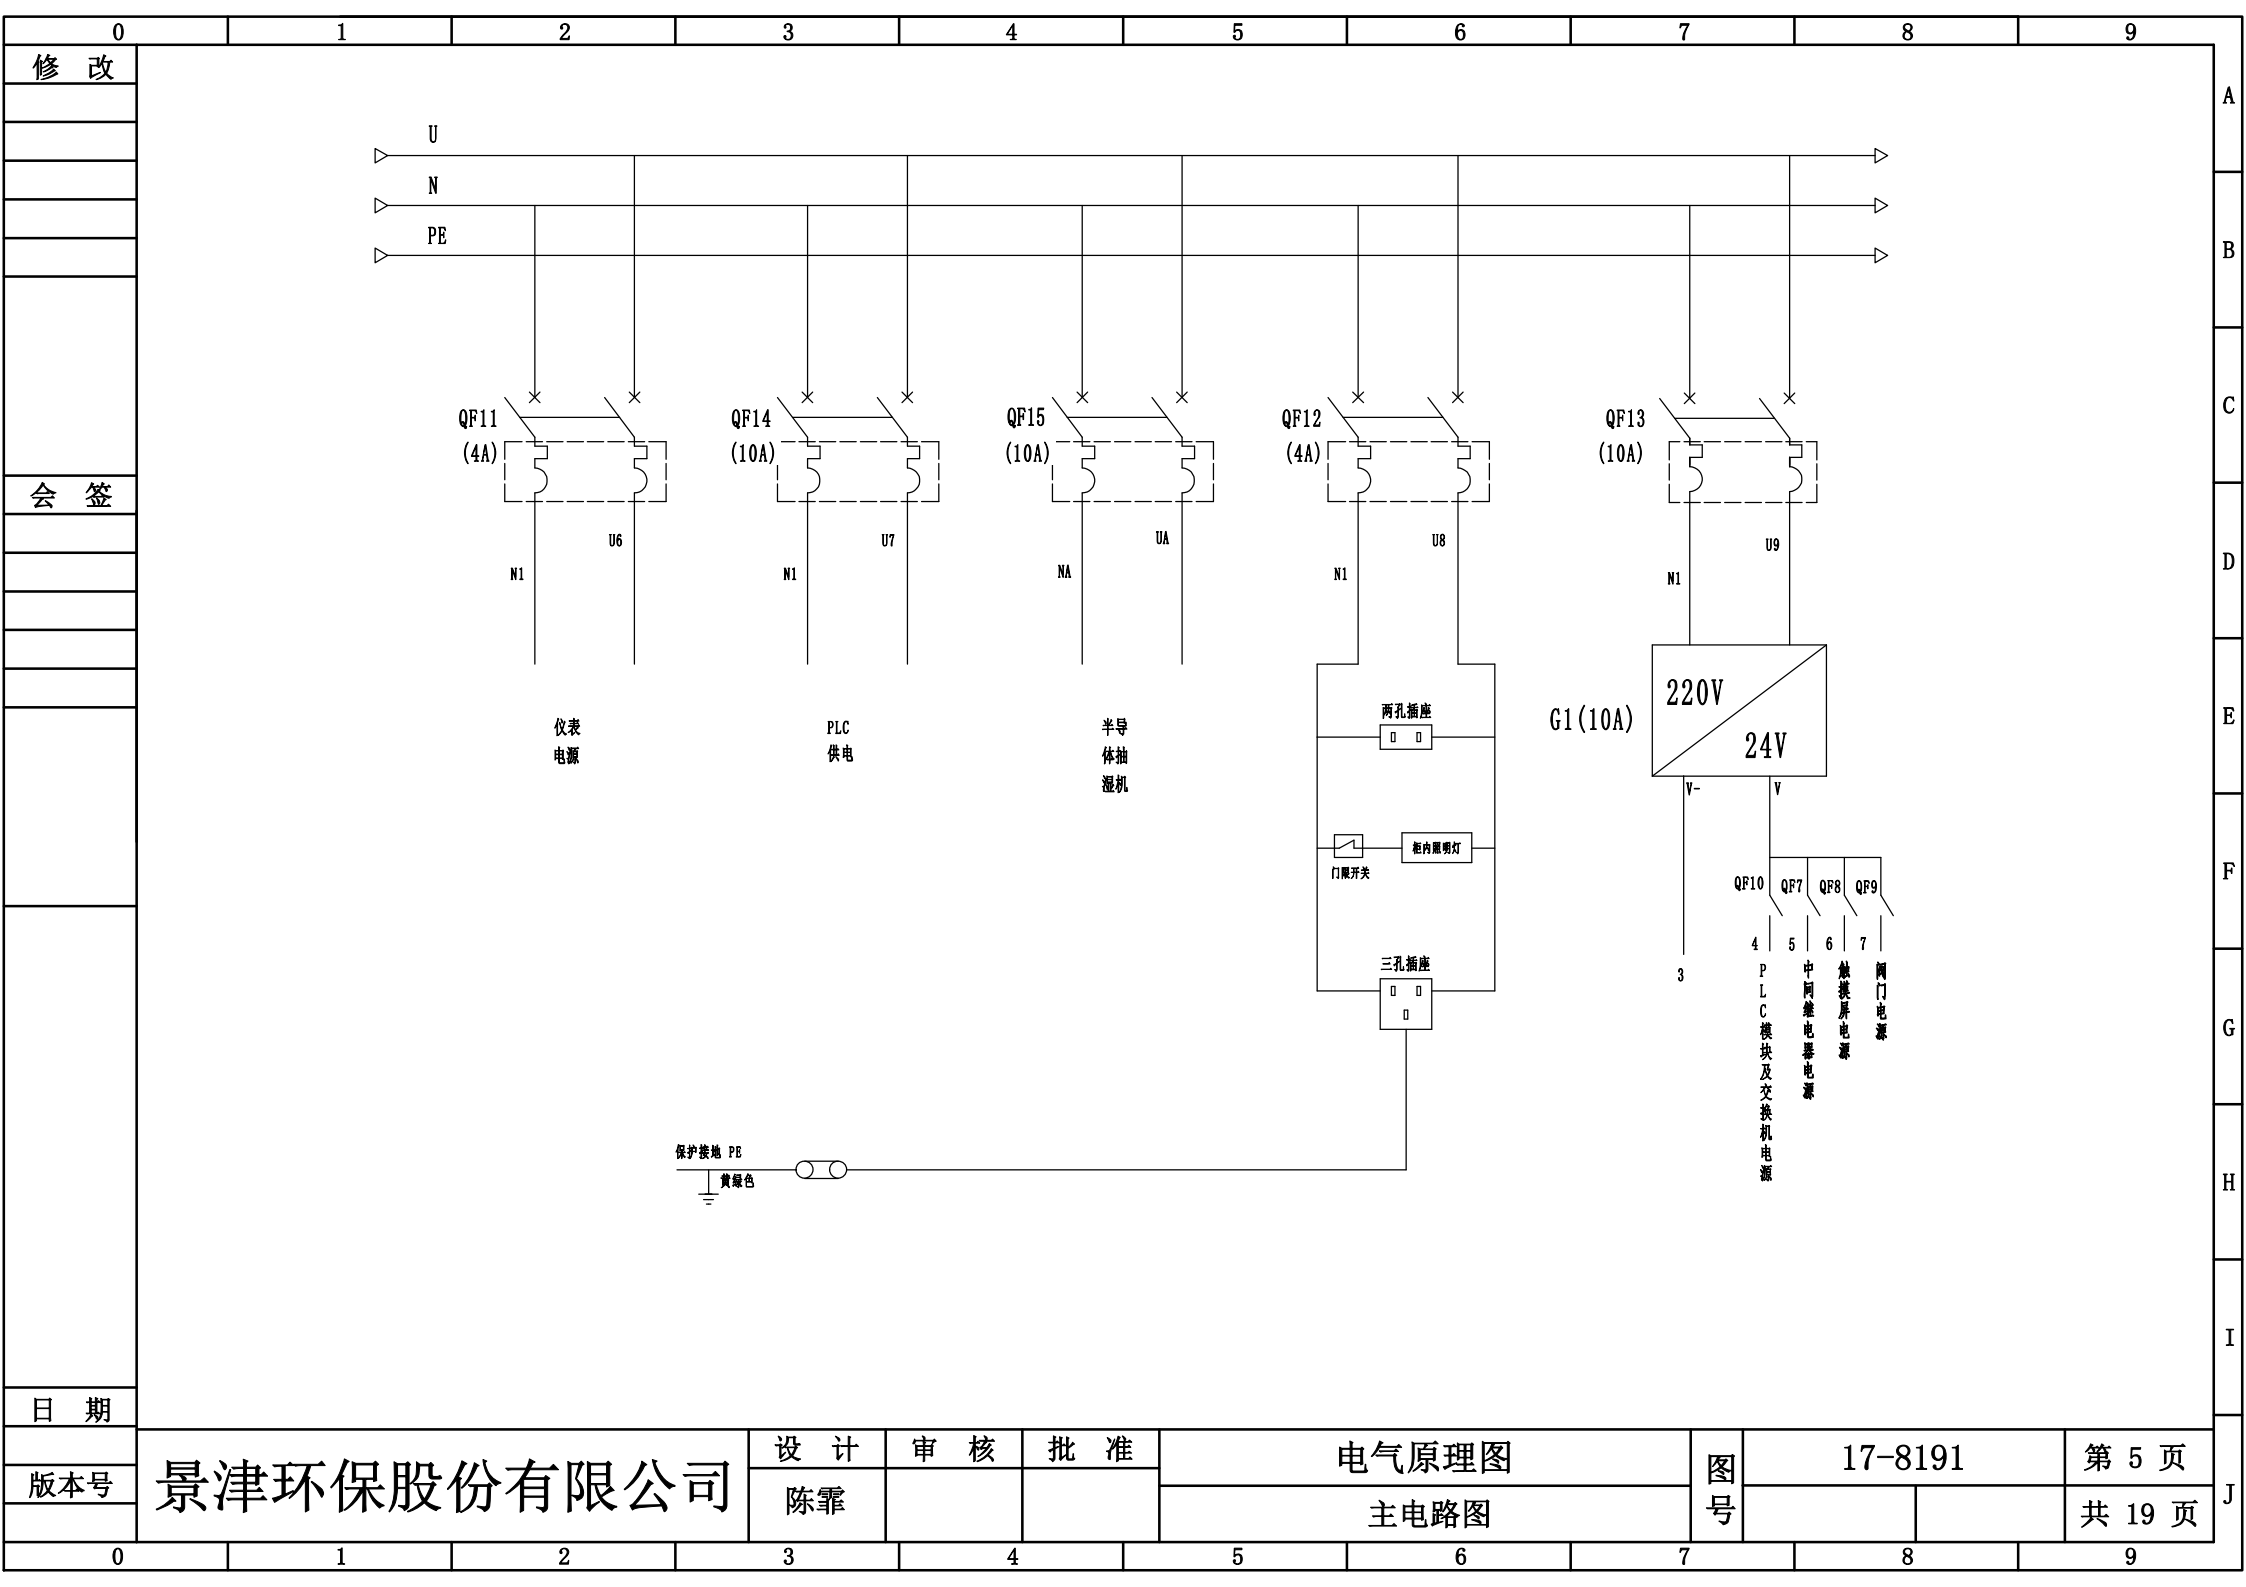 0 1 2 3 4 5 6 7 8 9
修 改
A
U
N
B
PE
QF11 QF14 QF15 QF12 QF13
C
(4A) (10A) (10A) (4A) (10A)
会 签
U6 U7 UA U8 U9
D
N1 N1 NA N1 N1
220V
两孔插座
G1(10A)
E
24V
仪表
电源
PLC
供电
半导
体抽
湿机
V- V
柜内照明灯
门限开关
F
QF10 QF7 QF8 QF9
4 5 6 7
三孔插座
3
PLC模块及交换机电源
中间继电器电源
触摸屏电源
阀门电源
G
保护接地 PE
黄绿色
H
I
日 期
版本号
景津环保股份有限公司
设 计 审 核 批 准
陈霏
电气原理图
主电路图
图号
17-8191
第 5 页
共 19 页
J
0 1 2 3 4 5 6 7 8 9